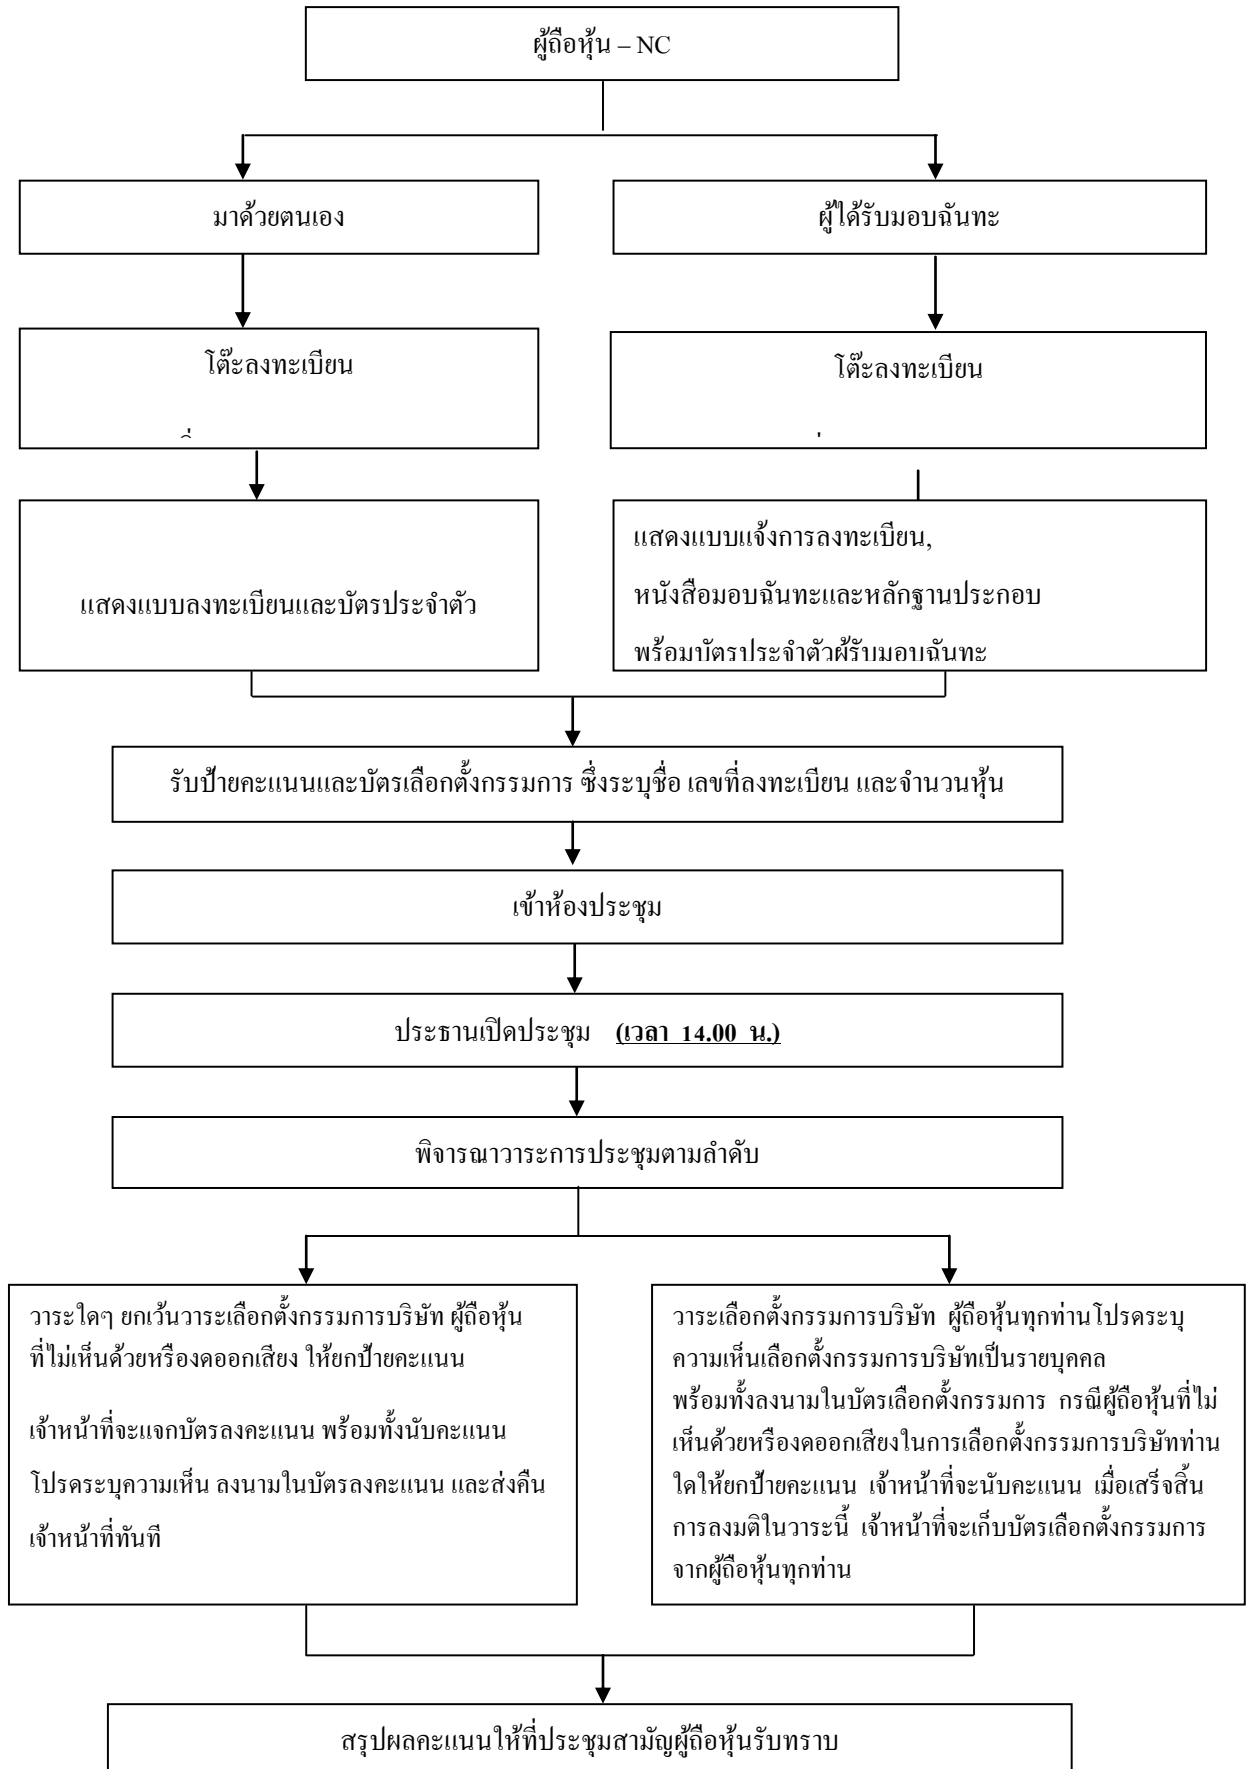 ผู้ถือหุ้น – NC
มาด้วยตนเอง
ผู้ได้รับมอบฉันทะ
โต๊ะลงทะเบียน
โต๊ะลงทะเบียน
แสดงแบบลงทะเบียนและบัตรประจำตัว
แสดงแบบแจ้งการลงทะเบียน,
หนังสือมอบฉันทะและหลักฐานประกอบ
พร้อมบัตรประจำตัวผู้รับมอบฉันทะ
รับป้ายคะแนนและบัตรเลือกตั้งกรรมการ ซึ่งระบุชื่อ เลขที่ลงทะเบียน และจำนวนหุ้น
เข้าห้องประชุม
ประธานเปิดประชุม (เวลา 14.00 น.)
พิจารณาวาระการประชุมตามลำดับ
วาระใดๆ ยกเว้นวาระเลือกตั้งกรรมการบริษัท ผู้ถือหุ้น
ที่ไม่เห็นด้วยหรืองดออกเสียง ให้ยกป้ายคะแนน
เจ้าหน้าที่จะแจกบัตรลงคะแนน พร้อมทั้งนับคะแนน
โปรดระบุความเห็น ลงนามในบัตรลงคะแนน และส่งคืน
เจ้าหน้าที่ทันที
วาระเลือกตั้งกรรมการบริษัท ผู้ถือหุ้นทุกท่านโปรดระบุ
ความเห็นเลือกตั้งกรรมการบริษัทเป็นรายบุคคล
พร้อมทั้งลงนามในบัตรเลือกตั้งกรรมการ กรณีผู้ถือหุ้นที่ไม่
เห็นด้วยหรืองดออกเสียงในการเลือกตั้งกรรมการบริษัทท่าน
ใดให้ยกป้ายคะแนน เจ้าหน้าที่จะนับคะแนน เมื่อเสร็จสิ้น
การลงมติในวาระนี้ เจ้าหน้าที่จะเก็บบัตรเลือกตั้งกรรมการ
จากผู้ถือหุ้นทุกท่าน
สรุปผลคะแนนให้ที่ประชุมสามัญผู้ถือหุ้นรับทราบ